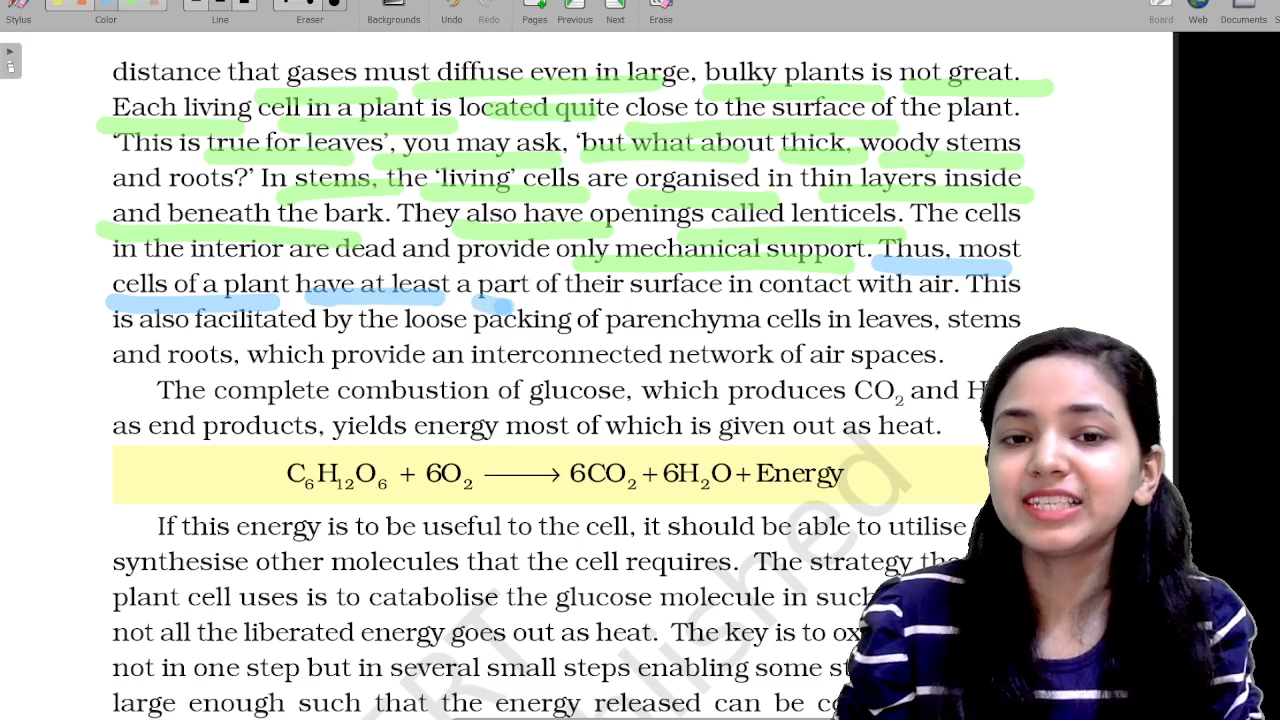 Stylus Color Line Eraser Backgrounds Undo Redo Pages Previous Next Erase Board Web Documents S
distance that gases must diffuse even in large, bulky plants is not great.
Each living cell in a plant is located quite close to the surface of the plant.
‘This is true for leaves’, you may ask, ‘but what about thick, woody stems
and roots?’ In stems, the ‘living’ cells are organised in thin layers inside
and beneath the bark. They also have openings called lenticels. The cells
in the interior are dead and provide only mechanical support. Thus, most
cells of a plant have at least a part of their surface in contact with air. This
is also facilitated by the loose packing of parenchyma cells in leaves, stems
and roots, which provide an interconnected network of air spaces.
The complete combustion of glucose, which produces CO₂ and H
as end products, yields energy most of which is given out as heat.
C₆H₁₂O₆ + 6O₂ ⟶ 6CO₂ + 6H₂O + Energy
If this energy is to be useful to the cell, it should be able to utilise
synthesise other molecules that the cell requires. The strategy
plant cell uses is to catabolise the glucose molecule in such
not all the liberated energy goes out as heat. The key is to
not in one step but in several small steps enabling some
large enough such that the energy released can be